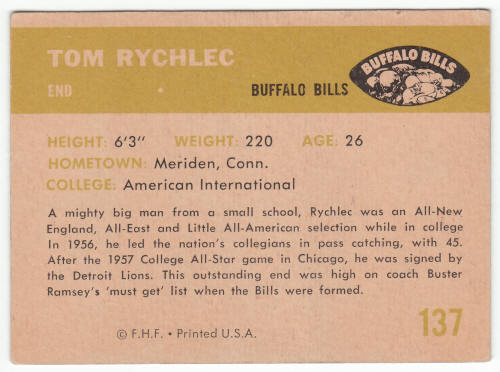 TOM RYCHLEC
END
BUFFALO BILLS
BUFFALO BILLS
HEIGHT: 6'3" WEIGHT: 220 AGE: 26
HOMETOWN: Meriden, Conn.
COLLEGE: American International
A mighty big man from a small school, Rychlec was an All-New
England, All-East and Little All-American selection while in college
In 1956, he led the nation's collegians in pass catching, with 45.
After the 1957 College All-Star game in Chicago, he was signed by
the Detroit Lions. This outstanding end was high on coach Buster
Ramsey's 'must get' list when the Bills were formed.
137
© F.H.F. • Printed U.S.A.